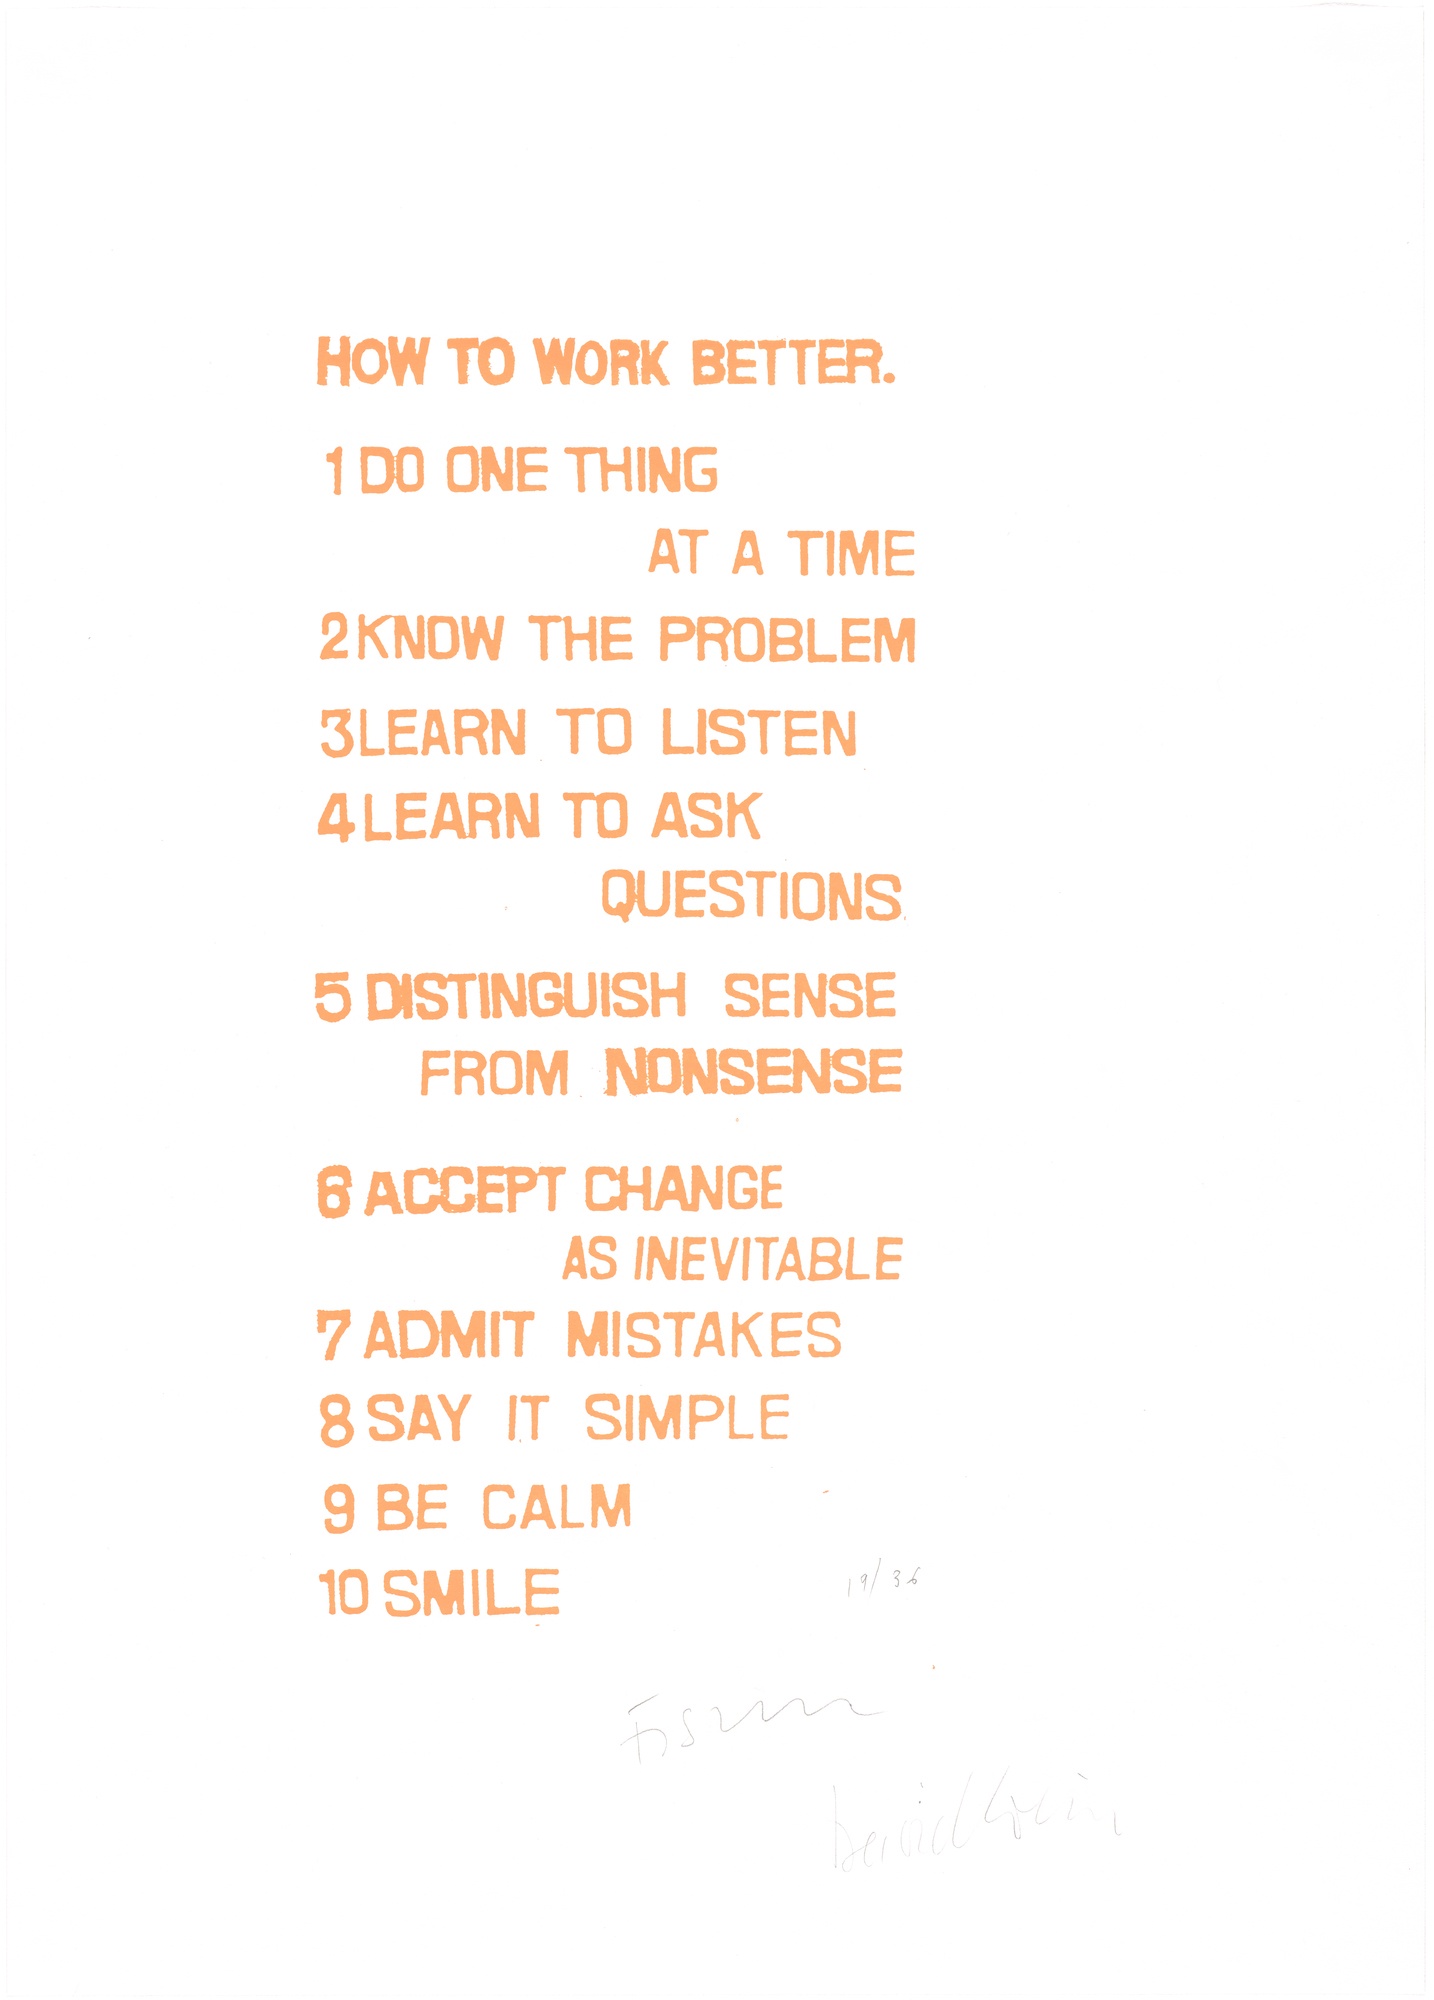 HOW TO WORK BETTER.
1 DO ONE THING
AT A TIME
2 KNOW THE PROBLEM
3 LEARN TO LISTEN
4 LEARN TO ASK
QUESTIONS
5 DISTINGUISH SENSE
FROM NONSENSE
6 ACCEPT CHANGE
AS INEVITABLE
7 ADMIT MISTAKES
8 SAY IT SIMPLE
9 BE CALM
10 SMILE
19/36